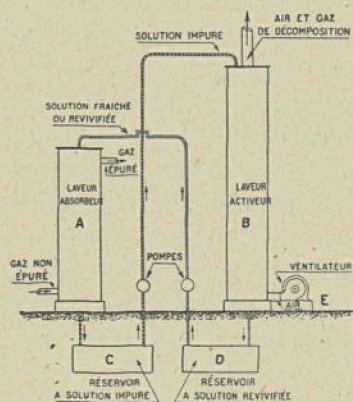 AIR ET GAZ
DE DÉCOMPOSITION
SOLUTION IMPURE
SOLUTION FRAICHE
OU REVIVIFIÉE
GAZ
ÉPURÉ
LAVEUR
ABSORBEUR
A
LAVEUR
ACTIVEUR
B
GAZ NON
ÉPURÉ
POMPES
VENTILATEUR
E
AIR
C
D
RÉSERVOIR
A SOLUTION IMPURE
RÉSERVOIR
A SOLUTION REVIVIFIÉE